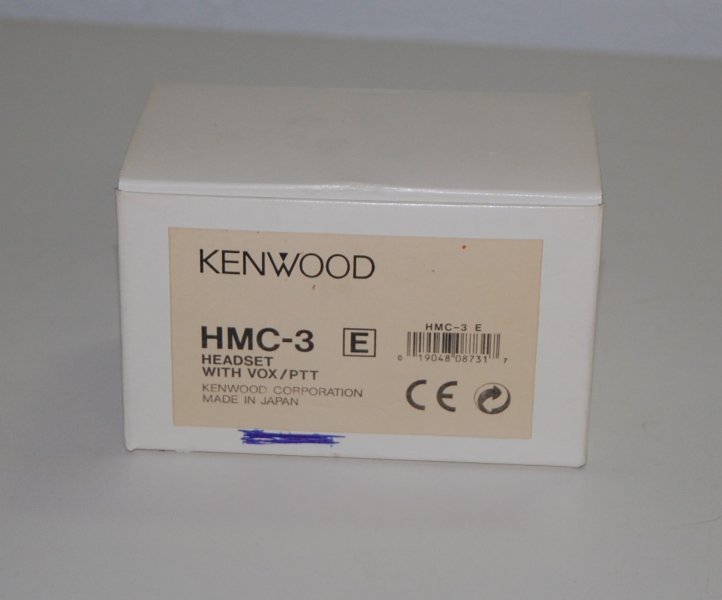 KENWOOD
HMC-3 E
HEADSET
WITH VOX/PTT
KENWOOD CORPORATION
MADE IN JAPAN
HMC-3 E
0 19048 08731 7
CE